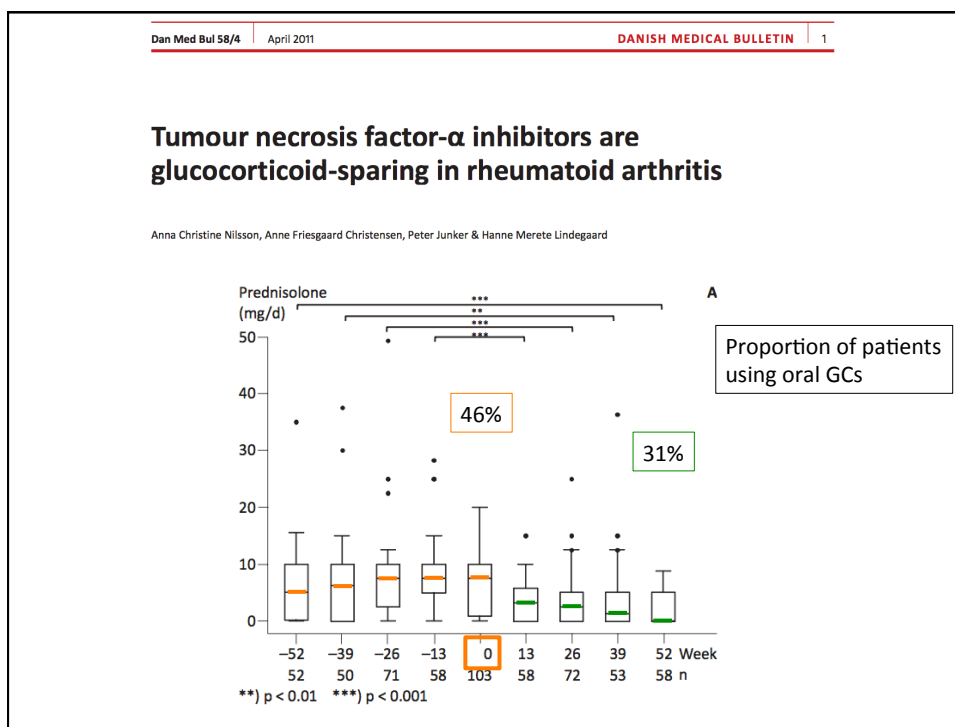 Dan Med Bul 58/4 April 2011 DANISH MEDICAL BULLETIN 1
Tumour necrosis factor-α inhibitors are
glucocorticoid-sparing in rheumatoid arthritis
Anna Christine Nilsson, Anne Friesgaard Christensen, Peter Junker & Hanne Merete Lindegaard
Prednisolone
(mg/d)
A
***
**
***
***
Proportion of patients
using oral GCs
46%
31%
50
40
30
20
10
0
–52 –39 –26 –13 0 13 26 39 52 Week
52 50 71 58 103 58 72 53 58 n
**) p < 0.01 ***) p < 0.001